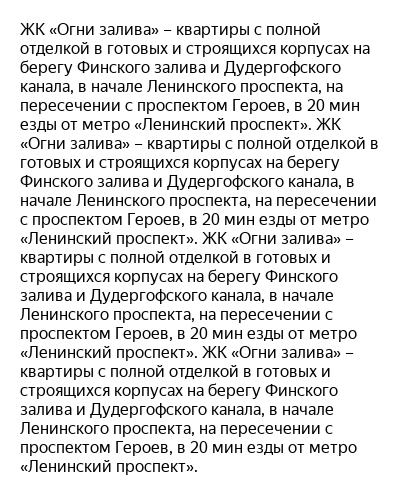 ЖК «Огни залива» – квартиры с полной
отделкой в готовых и строящихся корпусах на
берегу Финского залива и Дудергофского
канала, в начале Ленинского проспекта, на
пересечении с проспектом Героев, в 20 мин
езды от метро «Ленинский проспект». ЖК
«Огни залива» – квартиры с полной отделкой в
готовых и строящихся корпусах на берегу
Финского залива и Дудергофского канала, в
начале Ленинского проспекта, на пересечении
с проспектом Героев, в 20 мин езды от метро
«Ленинский проспект». ЖК «Огни залива» –
квартиры с полной отделкой в готовых и
строящихся корпусах на берегу Финского
залива и Дудергофского канала, в начале
Ленинского проспекта, на пересечении с
проспектом Героев, в 20 мин езды от метро
«Ленинский проспект». ЖК «Огни залива» –
квартиры с полной отделкой в готовых и
строящихся корпусах на берегу Финского
залива и Дудергофского канала, в начале
Ленинского проспекта, на пересечении с
проспектом Героев, в 20 мин езды от метро
«Ленинский проспект».